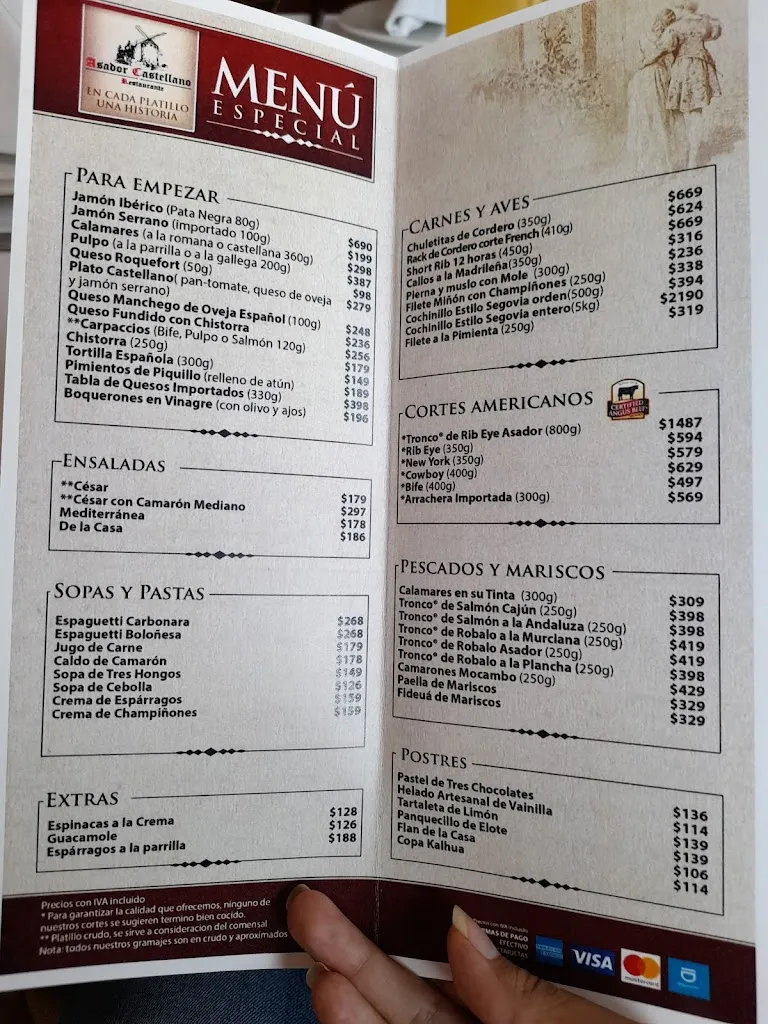 Asador Castellano
Restaurante
EN CADA PLATILLO
UNA HISTORIA
MENÚ
ESPECIAL
PARA EMPEZAR
Jamón Ibérico (Pata Negra 80g) $690
Jamón Serrano (importado 100g) $199
Calamares (a la romana o castellana 360g) $298
Pulpo (a la parrilla o a la gallega 200g) $387
Queso Roquefort (50g) $98
Plato Castellano( pan-tomate, queso de oveja
y jamón serrano) $279
Queso Manchego de Oveja Español (100g) $248
Queso Fundido con Chistorra $236
**Carpaccios (Bife, Pulpo o Salmón 120g) $256
Chistorra (250g) $179
Tortilla Española (300g) $149
Pimientos de Piquillo (relleno de atún) $189
Tabla de Quesos Importados (330g) $398
Boquerones en Vinagre (con olivo y ajos) $196
ENSALADAS
**César $179
**César con Camarón Mediano $297
Mediterránea $178
De la Casa $186
SOPAS Y PASTAS
Espaguetti Carbonara $268
Espaguetti Boloñesa $268
Jugo de Carne $179
Caldo de Camarón $178
Sopa de Tres Hongos $149
Sopa de Cebolla $126
Crema de Espárragos $159
Crema de Champiñones $159
EXTRAS
Espinacas a la Crema $128
Guacamole $126
Espárragos a la parrilla $188
Precios con IVA incluido
* Para garantizar la calidad que ofrecemos, ninguno de
nuestros cortes se sugieren termino bien cocido.
** Platillo crudo, se sirve a consideracion del comensal
Nota: todos nuestros gramajes son en crudo y aproximados
CARNES Y AVES
Chuletitas de Cordero (350g) $669
Rack de Cordero corte French (410g) $624
Short Rib 12 horas (450g) $669
Callos a la Madrileña(350g) $316
Pierna y muslo con Mole (300g) $236
Filete Miñón con Champiñones (250g) $338
Cochinillo Estilo Segovia orden(500g) $394
Cochinillo Estilo Segovia entero(5kg) $2190
Filete a la Pimienta (250g) $319
CORTES AMERICANOS
CERTIFIED
ANGUS BEEF
*Tronco* de Rib Eye Asador (800g) $1487
*Rib Eye (350g) $594
*New York (350g) $579
*Cowboy (400g) $629
*Bife (400g) $497
*Arrachera Importada (300g) $569
PESCADOS Y MARISCOS
Calamares en su Tinta (300g) $309
Tronco* de Salmón Cajún (250g) $398
Tronco* de Salmón a la Andaluza (250g) $398
Tronco* de Robalo a la Murciana (250g) $419
Tronco* de Robalo Asador (250g) $419
Tronco* de Robalo a la Plancha (250g) $398
Camarones Mocambo (250g) $429
Paella de Mariscos $329
Fideuá de Mariscos $329
POSTRES
Pastel de Tres Chocolates $136
Helado Artesanal de Vainilla $114
Tartaleta de Limón $139
Panquecillo de Elote $139
Flan de la Casa $106
Copa Kalhua $114
con IVA incluido
MAS DE PAGO
EFECTIVO
TARJETAS
VISA
mastercard